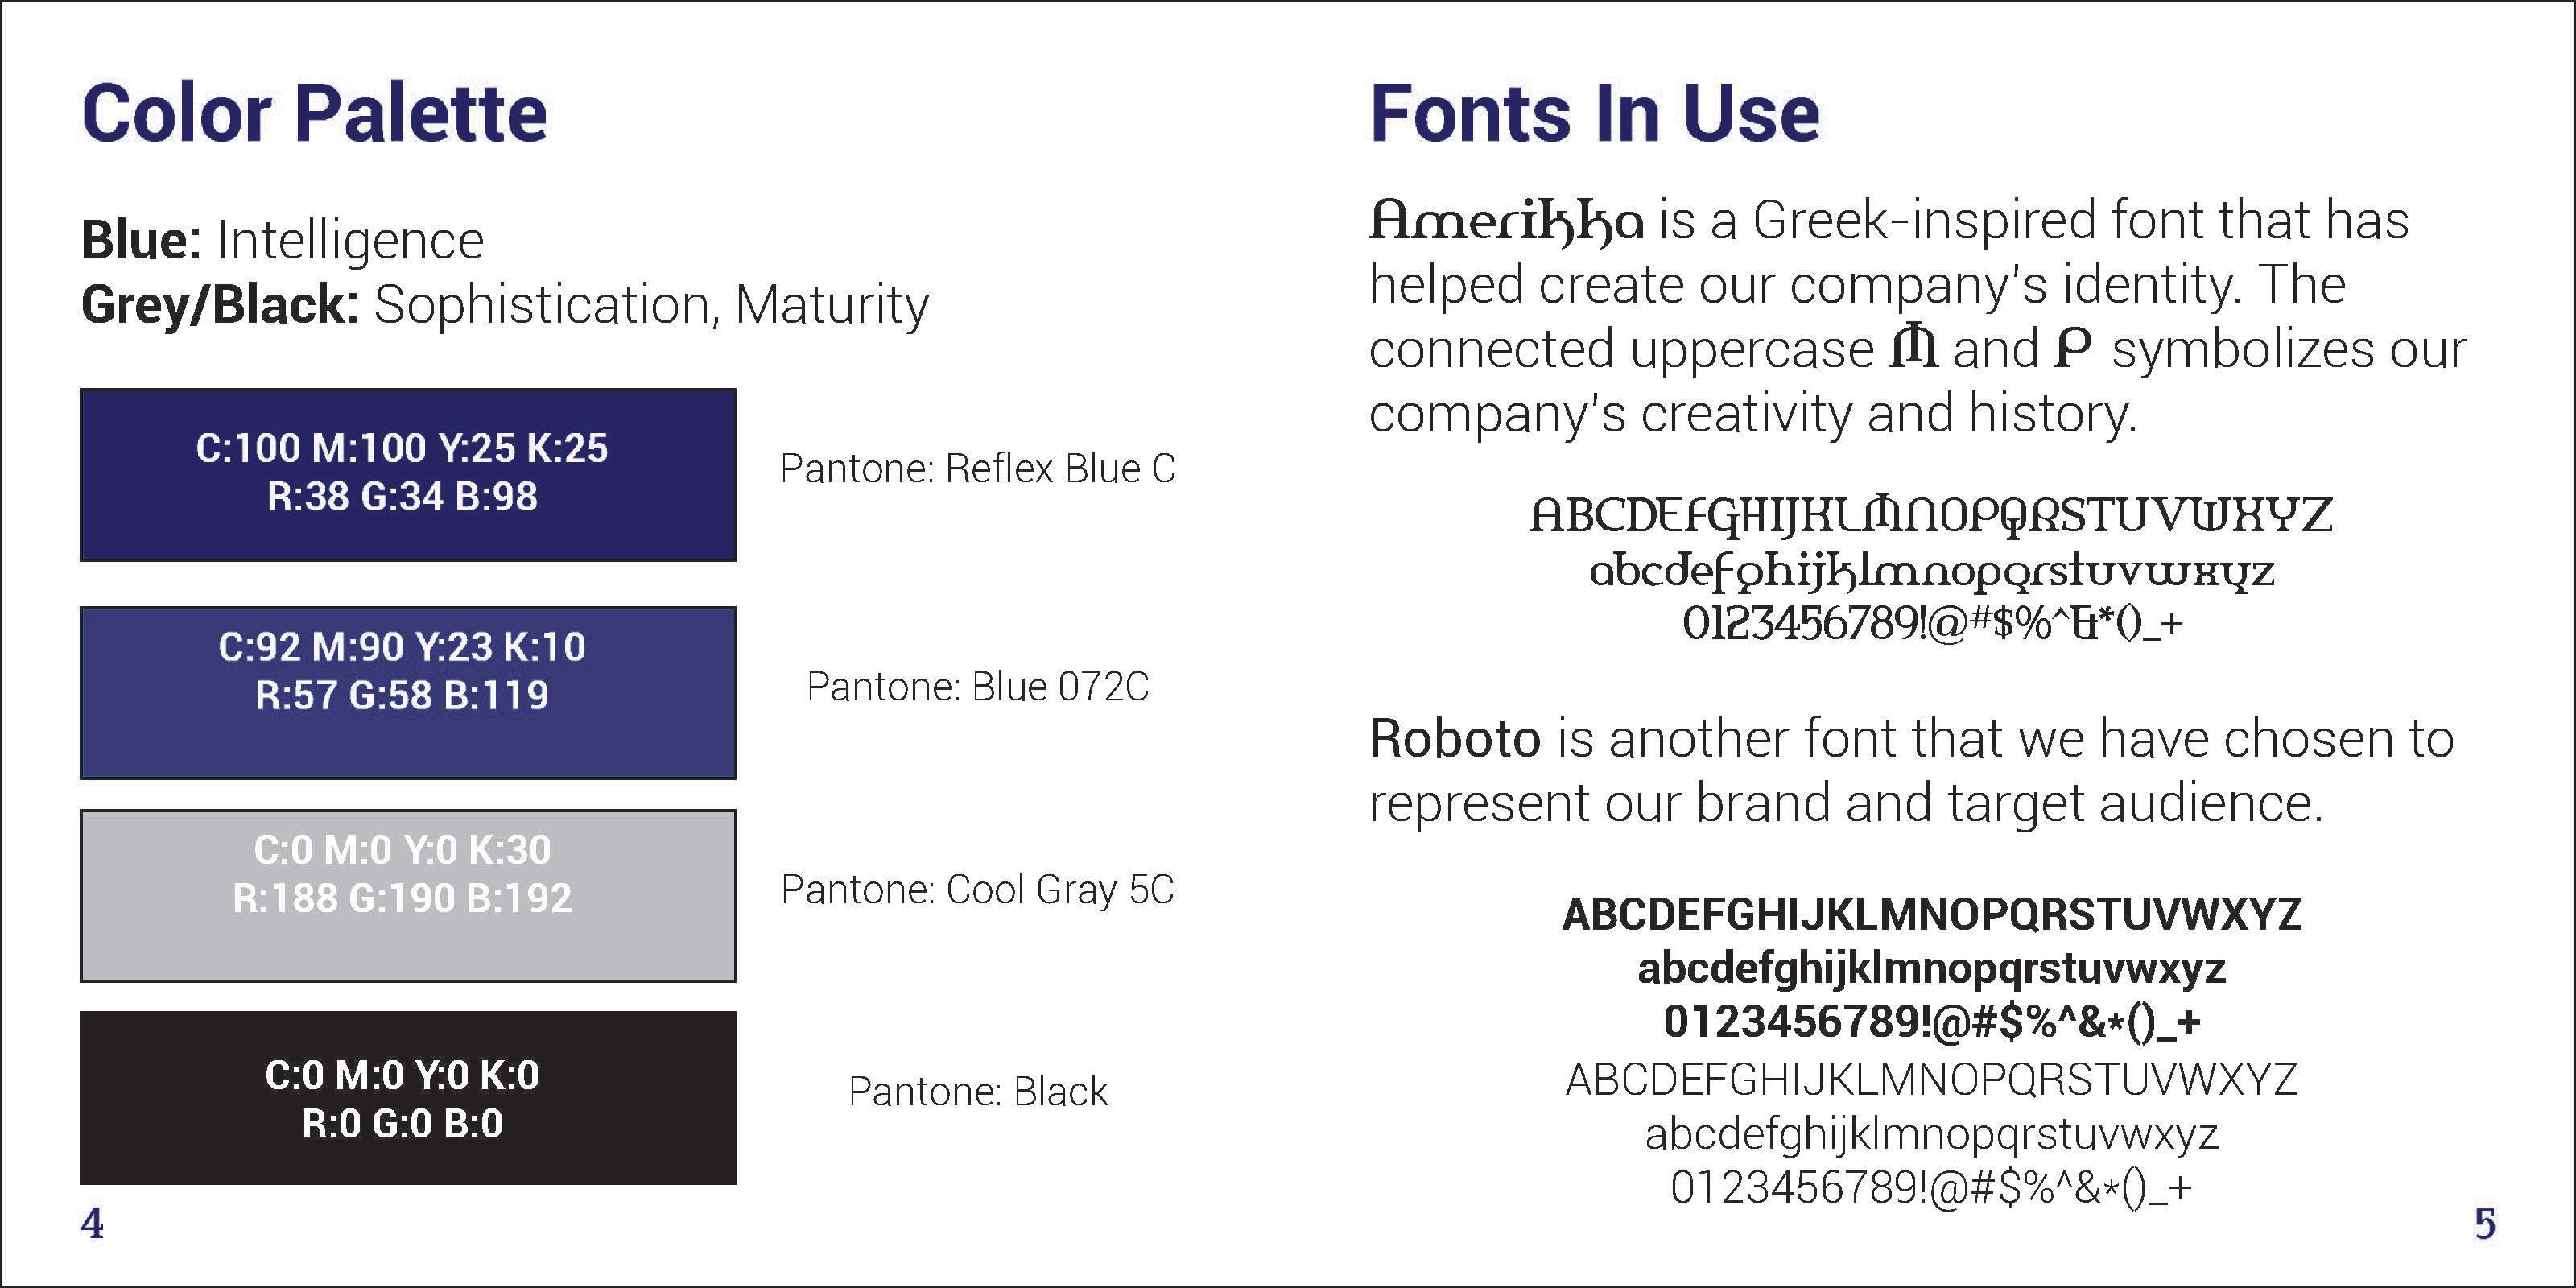 Color Palette
Blue: Intelligence
Grey/Black: Sophistication, Maturity
C:100 M:100 Y:25 K:25
R:38 G:34 B:98
Pantone: Reflex Blue C
C:92 M:90 Y:23 K:10
R:57 G:58 B:119
Pantone: Blue 072C
C:0 M:0 Y:0 K:30
R:188 G:190 B:192
Pantone: Cool Gray 5C
C:0 M:0 Y:0 K:0
R:0 G:0 B:0
Pantone: Black
4
Fonts In Use
Amerikka is a Greek-inspired font that has
helped create our company's identity. The
connected uppercase M and P symbolizes our
company's creativity and history.
ABCDEFGHIJKLMNOPQRSTUVWXYZ
abcdefghijklmnopqrstuvwxyz
0123456789!@#$%^&*()_+
Roboto is another font that we have chosen to
represent our brand and target audience.
ABCDEFGHIJKLMNOPQRSTUVWXYZ
abcdefghijklmnopqrstuvwxyz
0123456789!@#$%^&*()_+
ABCDEFGHIJKLMNOPQRSTUVWXYZ
abcdefghijklmnopqrstuvwxyz
0123456789!@#$%^&*()_+
5